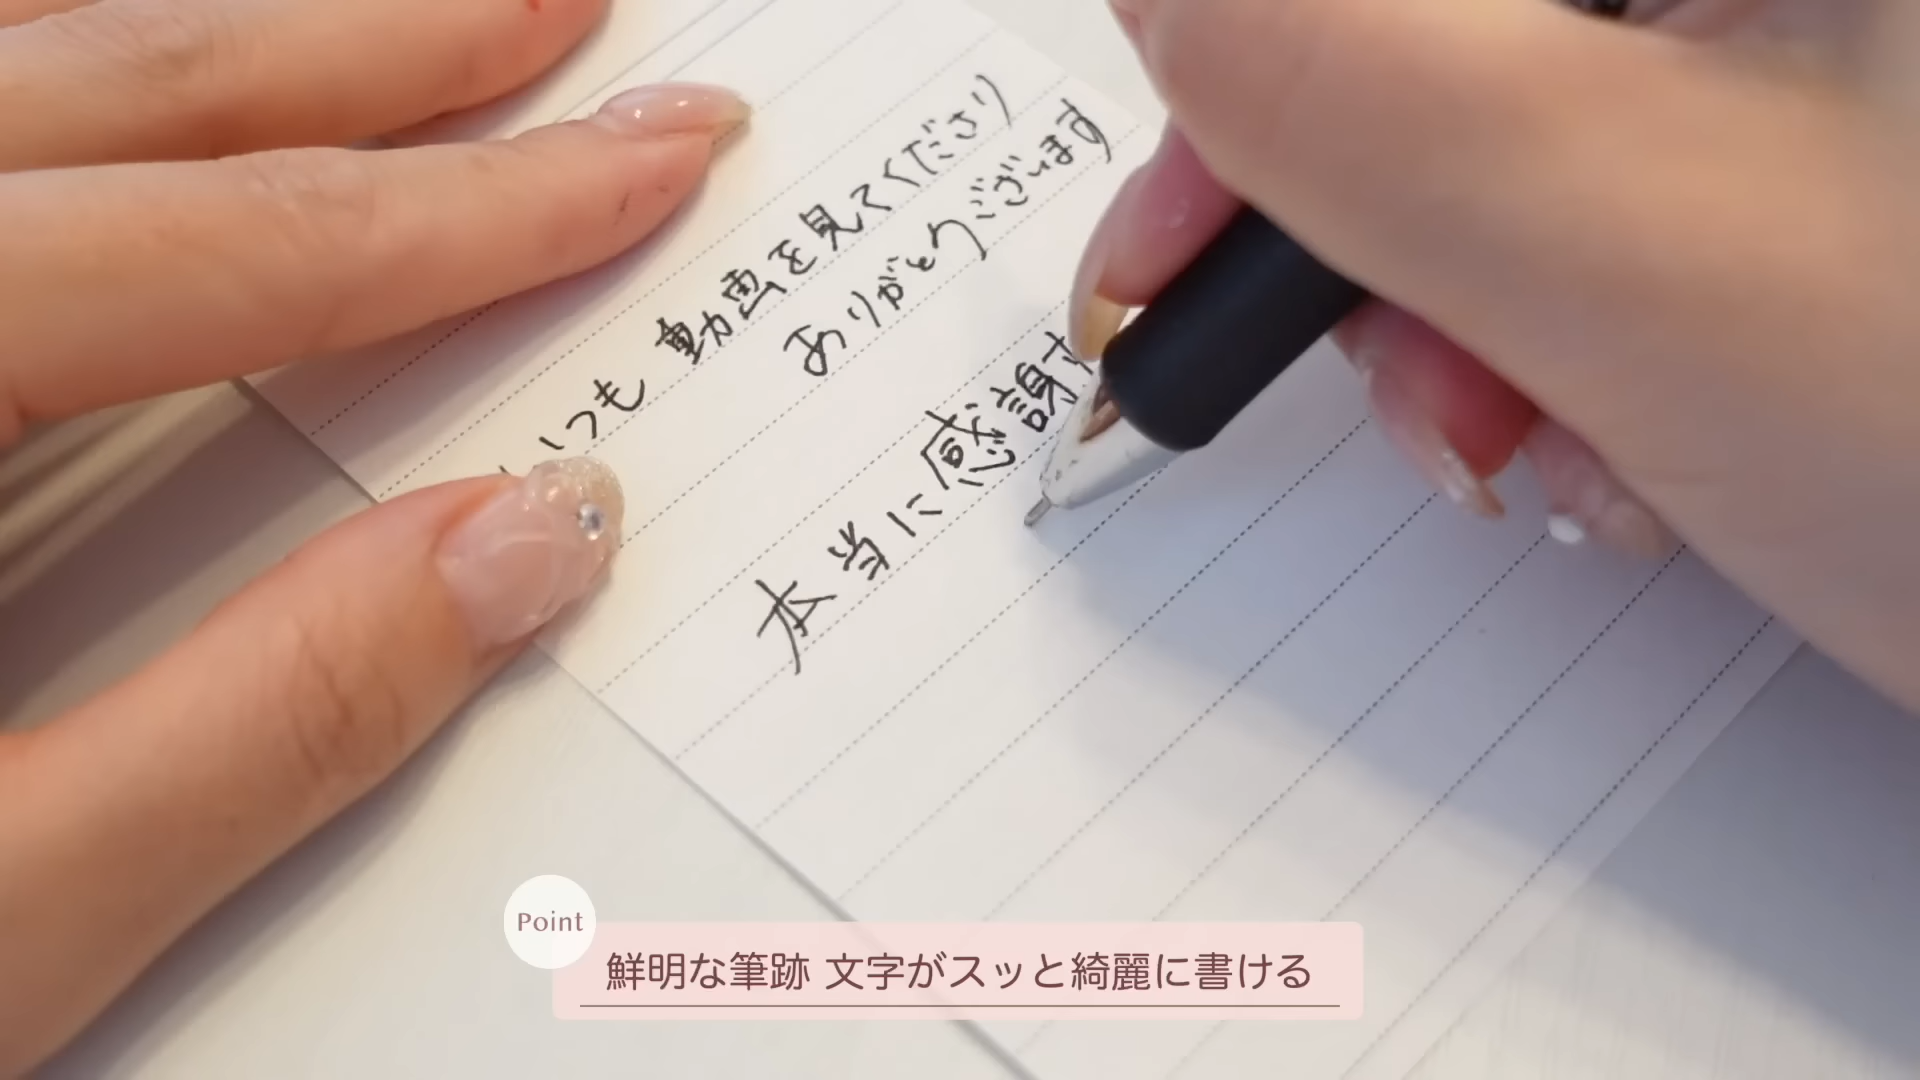 いつも 動画を見てくださり
ありがとうございます
本当に感謝
Point
鮮明な筆跡 文字がスッと綺麗に書ける